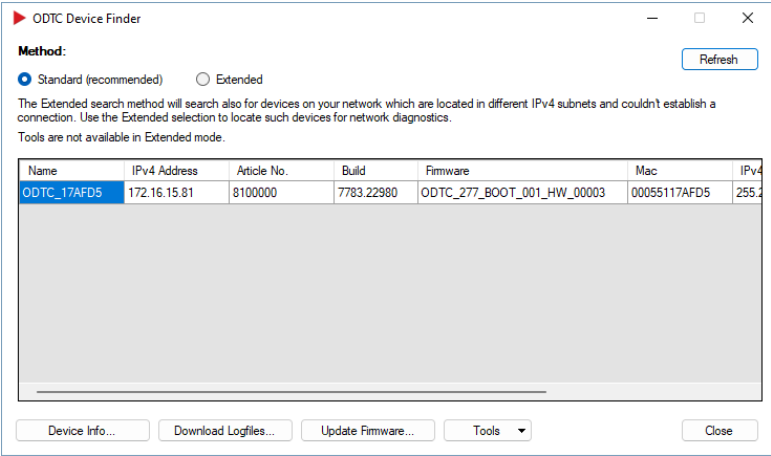 ODTC Device Finder
Method:
Refresh
Standard (recommended) Extended
The Extended search method will search also for devices on your network which are located in different IPv4 subnets and couldn't establish a
connection. Use the Extended selection to locate such devices for network diagnostics.
Tools are not available in Extended mode.
Name IPv4 Address Article No. Build Firmware Mac IPv4
ODTC_17AFD5 172.16.15.81 8100000 7783.22980 ODTC_277_BOOT_001_HW_00003 00055117AFD5 255.2
Device Info... Download Logfiles... Update Firmware... Tools Close